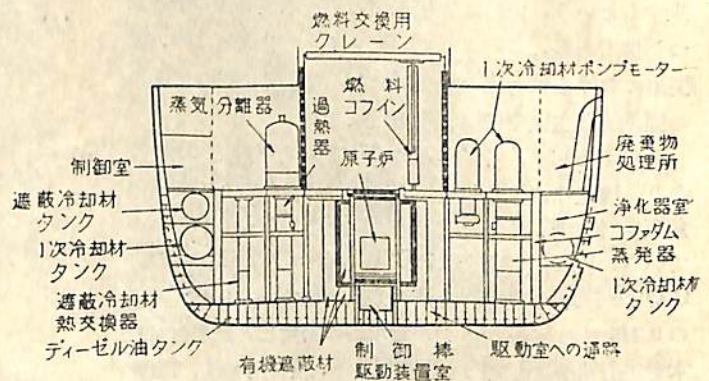 燃料交換用
クレーン
1次冷却材ポンプモーター
燃料
コフイン
過熱器
蒸気分離器
原子炉
制御室
廃棄物
処理所
遮蔽冷却材
タンク
1次冷却材
タンク
遮蔽冷却材
熱交換器
ディーゼル油タンク
有機遮蔽材
制御棒
駆動装置室
駆動室への通路
浄化器室
コファダム
蒸発器
1次冷却材
タンク